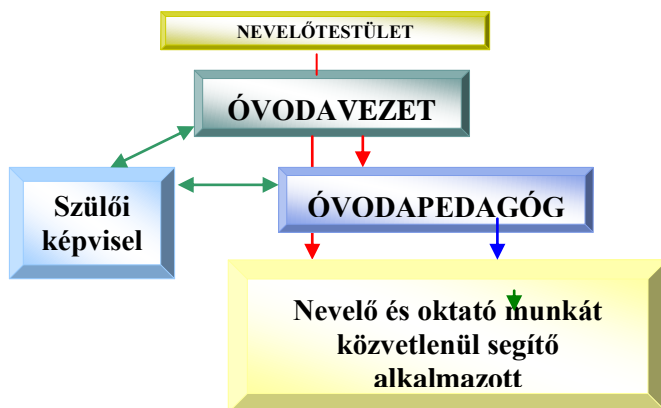 NEVELŐTESTÜLET
ÓVODAVEZET
Szülői
képvisel
ÓVODAPEDAGÓG
Nevelő és oktató munkát
közvetlenül segítő
alkalmazott